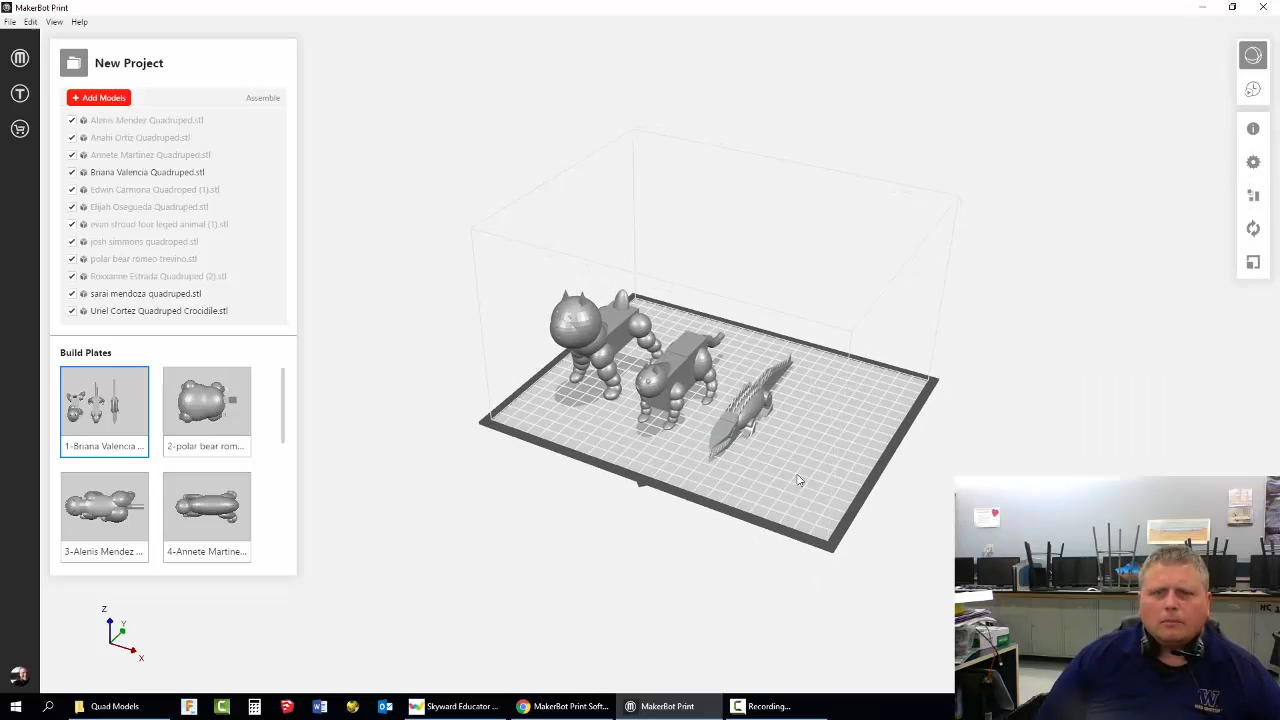 MakerBot Print
File Edit View Help
New Project
+ Add Models
Assemble
Alenis Mendez Quadruped.stl
Anahi Ortiz Quadruped.stl
Annete Martinez Quadruped.stl
Briana Valencia Quadruped.stl
Edwin Carmona Quadroped (1).stl
Elijah Osegueda Quadruped.stl
evan stroud four leged animal (1).stl
josh simmons quadroped.stl
polar bear romeo trevino.stl
Roxxanne Estrada Quadruped (2).stl
sarai mendoza quadruped.stl
Uriel Cortez Quadruped Crocidile.stl
Build Plates
1-Briana Valencia ...
2-polar bear rom...
3-Alenis Mendez ...
4-Annete Martine...
Z
Y
X
W
Quad Models
Skyward Educator ...
MakerBot Print Soft...
MakerBot Print
Recording...